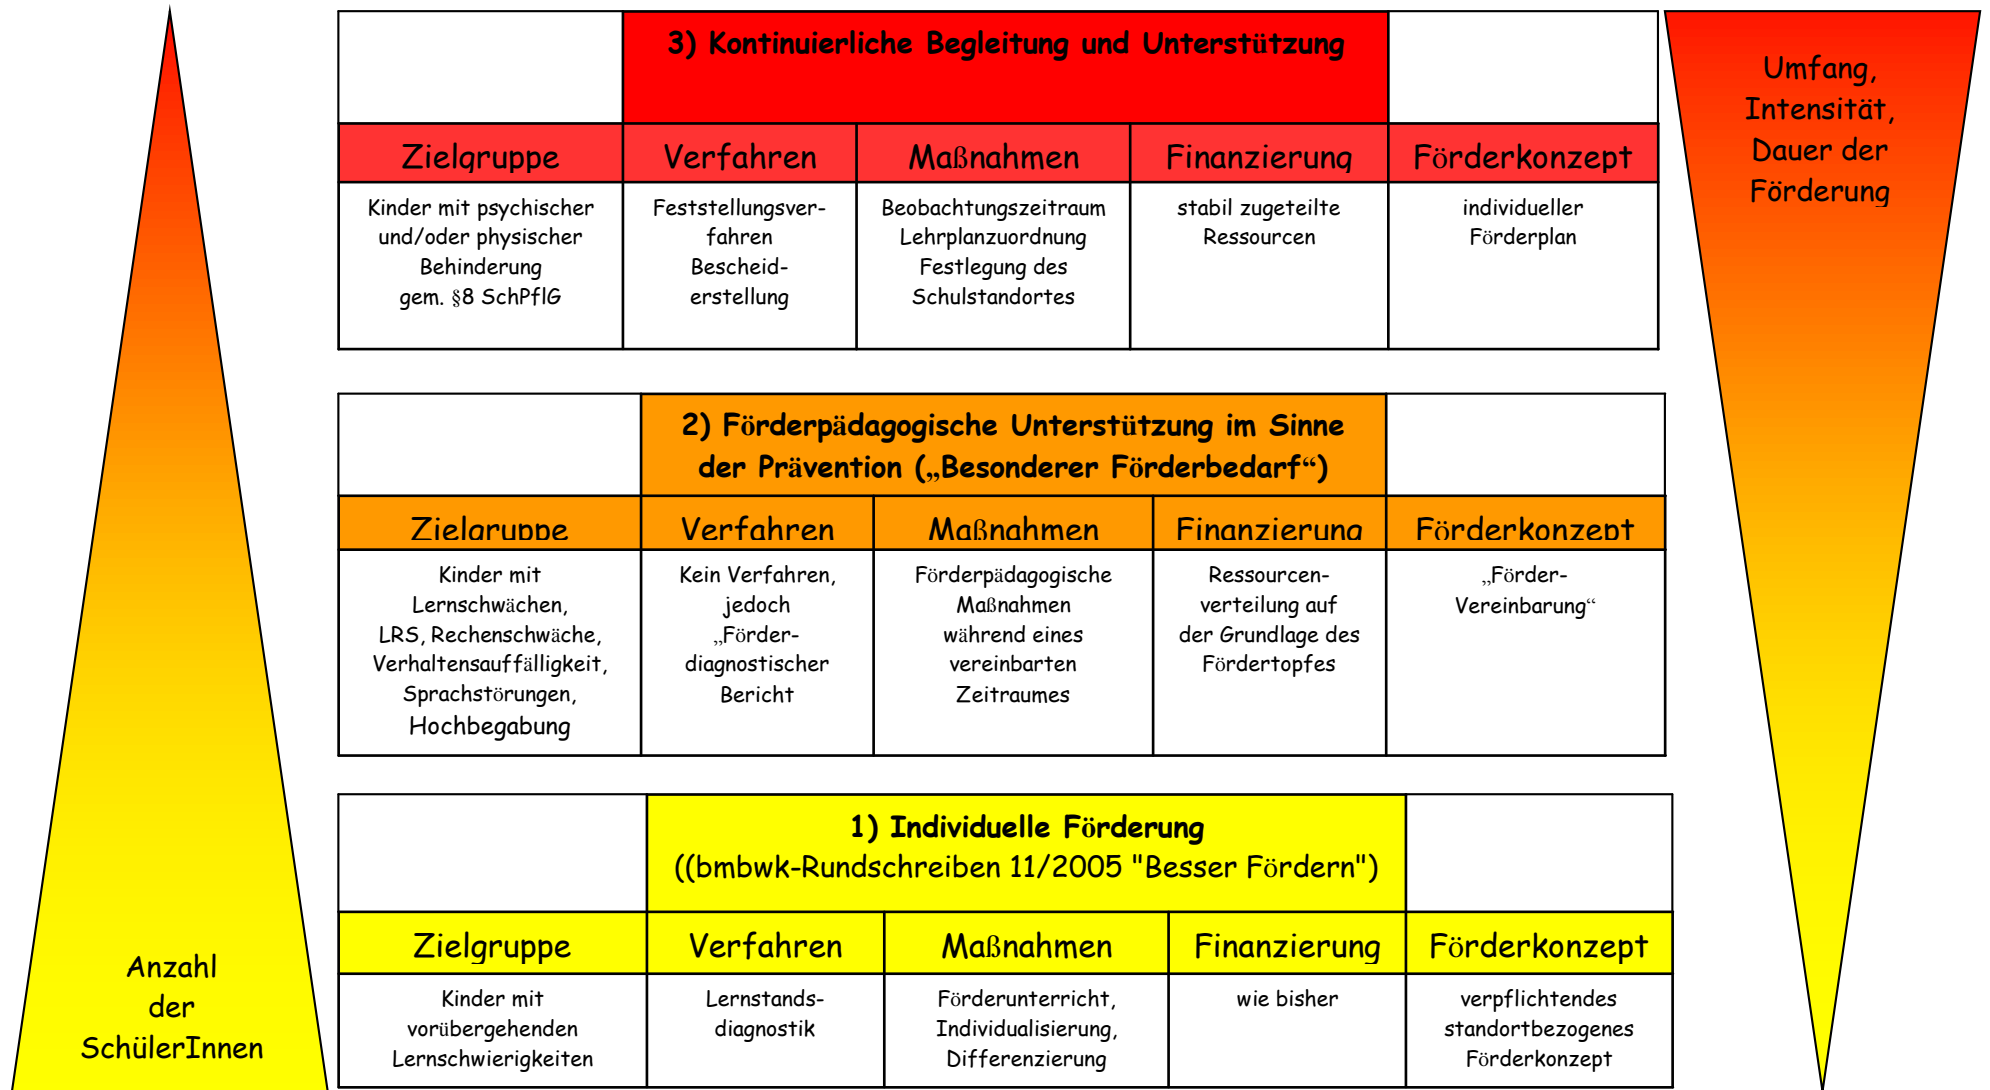 3) Kontinuierliche Begleitung und Unterstützung
Umfang,
Intensität,
Dauer der
Förderung
Zielgruppe
Verfahren
Maßnahmen
Finanzierung
Förderkonzept
Kinder mit psychischer
und/oder physischer
Behinderung
gem. §8 SchPflG
Feststellungsver-
fahren
Bescheid-
erstellung
Beobachtungszeitraum
Lehrplanzuordnung
Festlegung des
Schulstandortes
stabil zugeteilte
Ressourcen
individueller
Förderplan
2) Förderpädagogische Unterstützung im Sinne
der Prävention („Besonderer Förderbedarf“)
Zielgruppe
Verfahren
Maßnahmen
Finanzierung
Förderkonzept
Kinder mit
Lernschwächen,
LRS, Rechenschwäche,
Verhaltensauffälligkeit,
Sprachstörungen,
Hochbegabung
Kein Verfahren,
jedoch
„Förder-
diagnostischer
Bericht
Förderpädagogische
Maßnahmen
während eines
vereinbarten
Zeitraumes
Ressourcen-
verteilung auf
der Grundlage des
Fördertopfes
„Förder-
Vereinbarung“
1) Individuelle Förderung
((bmbwk-Rundschreiben 11/2005 "Besser Fördern")
Zielgruppe
Verfahren
Maßnahmen
Finanzierung
Förderkonzept
Kinder mit
vorübergehenden
Lernschwierigkeiten
Lernstands-
diagnostik
Förderunterricht,
Individualisierung,
Differenzierung
wie bisher
verpflichtendes
standortbezogenes
Förderkonzept
Anzahl
der
SchülerInnen